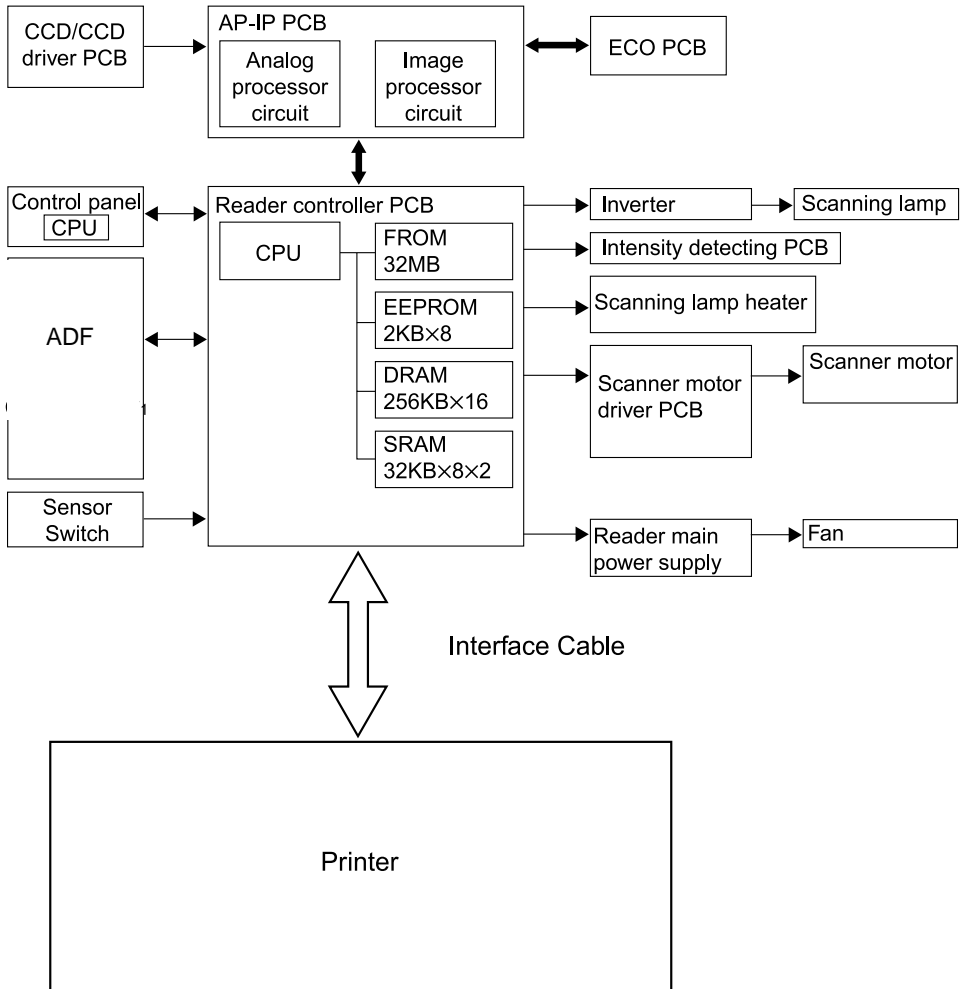 CCD/CCD
driver PCB
AP-IP PCB
Analog
processor
circuit
Image
processor
circuit
ECO PCB
Control panel
CPU
Reader controller PCB
CPU
FROM
32MB
EEPROM
2KB×8
DRAM
256KB×16
SRAM
32KB×8×2
Inverter
Scanning lamp
Intensity detecting PCB
Scanning lamp heater
ADF
Scanner motor
driver PCB
Scanner motor
Sensor
Switch
Reader main
power supply
Fan
Interface Cable
Printer